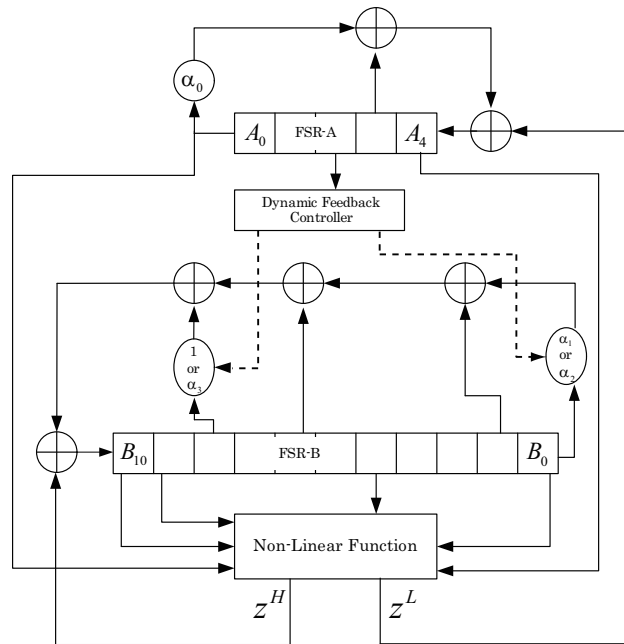 α₀
A₀ FSR-A A₄
Dynamic Feedback
Controller
1
or
α₃
α₁
or
α₂
B₁₀ FSR-B B₀
Non-Linear Function
z^H z^L